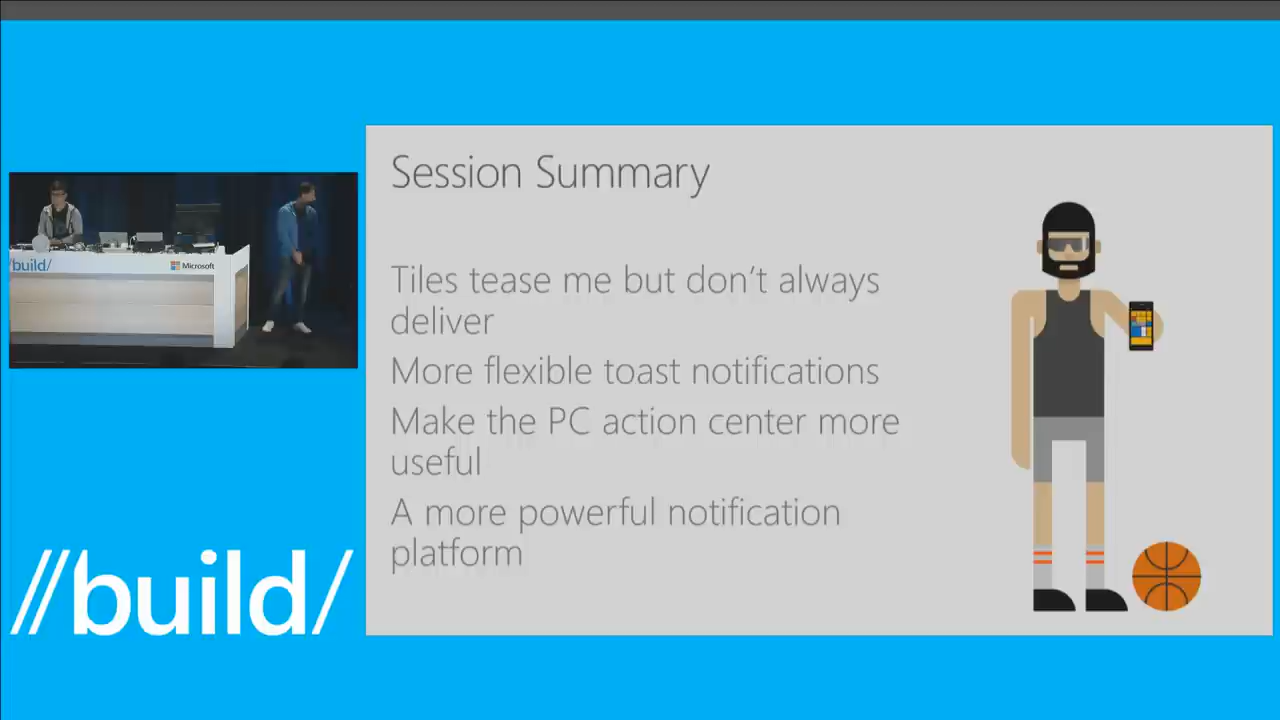 Session Summary
Tiles tease me but don't always
deliver
More flexible toast notifications
Make the PC action center more
useful
A more powerful notification
platform
/build/
Microsoft
//build/